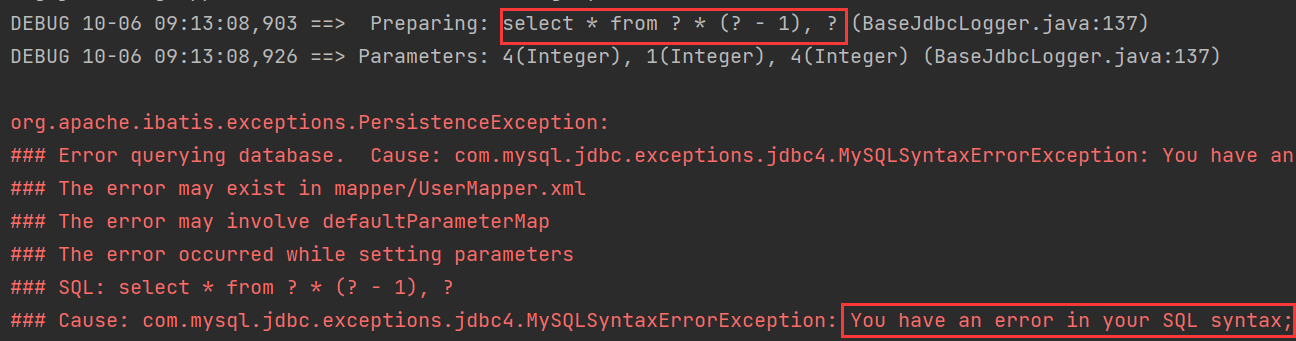 DEBUG 10-06 09:13:08,903 ==>  Preparing: select * from ? * (? - 1), ? (BaseJdbcLogger.java:137)
DEBUG 10-06 09:13:08,926 ==> Parameters: 4(Integer), 1(Integer), 4(Integer) (BaseJdbcLogger.java:137)
org.apache.ibatis.exceptions.PersistenceException:
### Error querying database.  Cause: com.mysql.jdbc.exceptions.jdbc4.MySQLSyntaxErrorException: You have an
### The error may exist in mapper/UserMapper.xml
### The error may involve defaultParameterMap
### The error occurred while setting parameters
### SQL: select * from ? * (? - 1), ?
### Cause: com.mysql.jdbc.exceptions.jdbc4.MySQLSyntaxErrorException: You have an error in your SQL syntax;